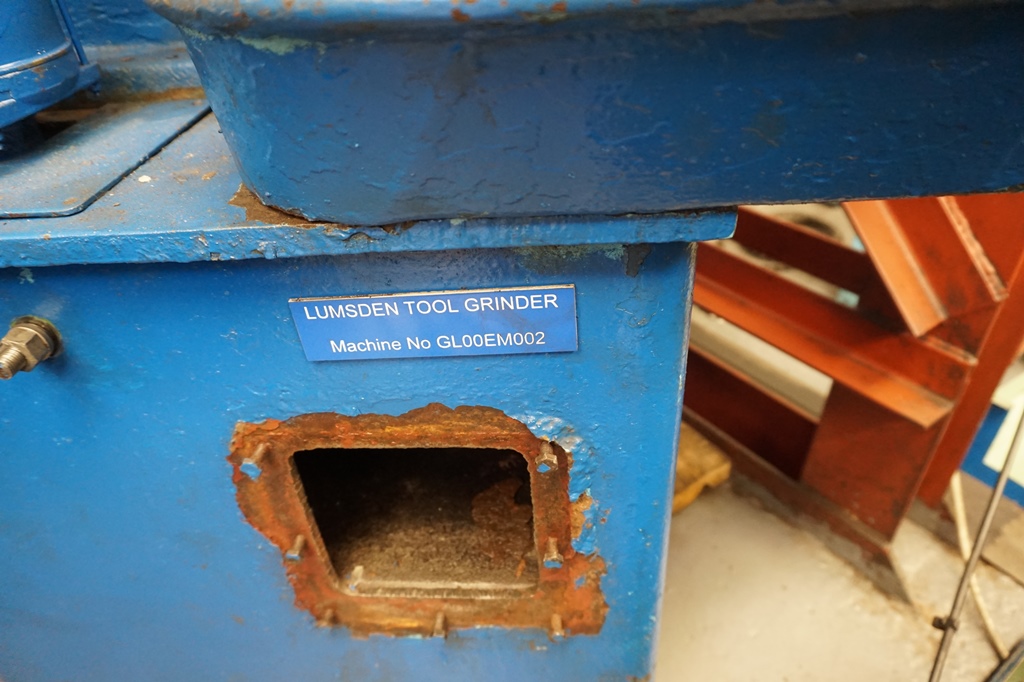 LUMSDEN TOOL GRINDER
Machine No GL00EM002